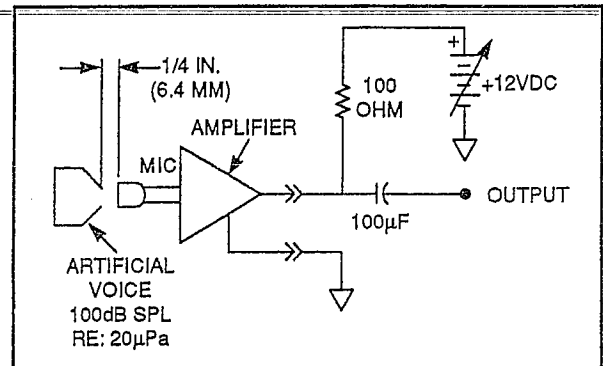 1/4 IN.
(6.4 MM)
AMPLIFIER
MIC
100
OHM
+
+12VDC
OUTPUT
100µF
ARTIFICIAL
VOICE
100dB SPL
RE: 20µPa